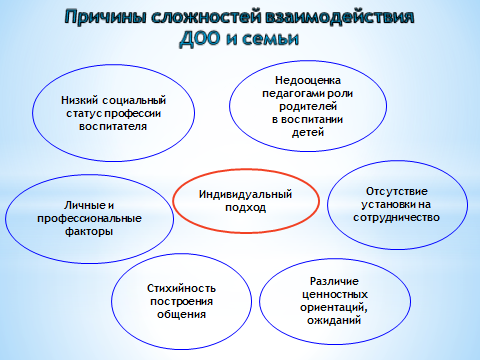 Причины сложностей взаимодействия
ДОО и семьи
Низкий социальный
статус профессии
воспитателя
Недооценка
педагогами роли
родителей
в воспитании
детей
Личные и
профессиональные
факторы
Индивидуальный
подход
Отсутствие
установки на
сотрудничество
Стихийность
построения
общения
Различие
ценностных
ориентаций,
ожиданий